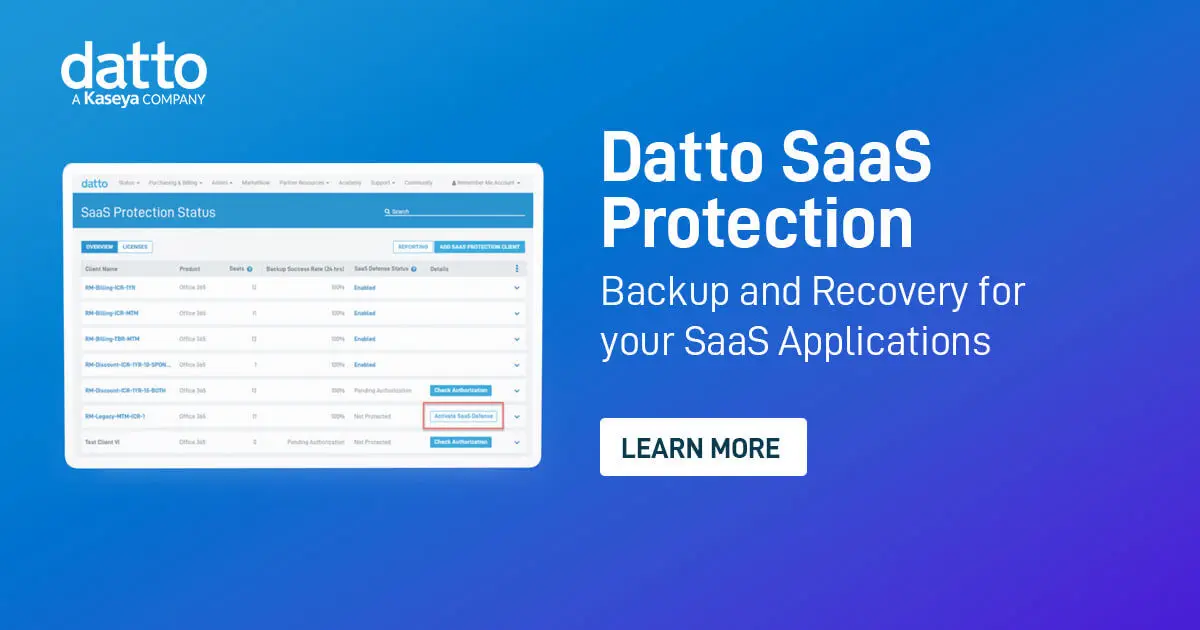 datto
A Kaseya COMPANY
Datto SaaS
Protection
Backup and Recovery for
your SaaS Applications
LEARN MORE
datto Status Purchasing & Billing Admin Marketing Partner Resources Academy Support Community Remember Me Account
SaaS Protection Status Search
OVERVIEW LICENSES REPORTING ADD SAAS PROTECTION CLIENT
Client Name Product Seats Backup Success Rate (24 hrs) SaaS Defense Status Details
RM-Billing-ICR-1YR Office 365 12 100% Enabled
RM-Billing-ICR-MTM Office 365 11 100% Enabled
RM-Billing-TBR-MTM Office 365 13 100% Enabled
RM-Discount-ICR-1YR-10-SPON... Office 365 1 100% Enabled
RM-Discount-ICR-1YR-15-BOTH Office 365 13 100% Pending Authorization Check Authorization
RM-Legacy-MTM-ICR-1 Office 365 11 100% Not Protected Activate SaaS Defense
Test Client VI Office 365 0 Pending Authorization Not Protected Check Authorization